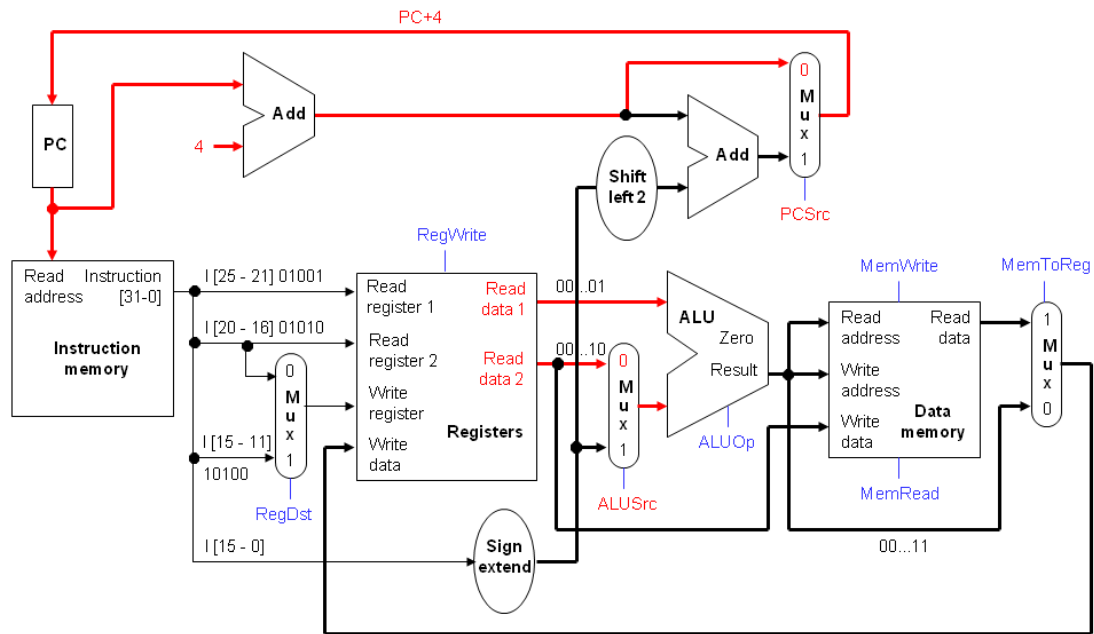 PC+4
0
M
u
x
1
Add
PC
4
Add
Shift
left 2
PCSrc
RegWrite
MemWrite
MemToReg
Read
address
Instruction
[31-0]
Instruction
memory
I [25 - 21] 01001
I [20 - 16] 01010
I [15 - 11]
10100
I [15 - 0]
0
M
u
x
1
RegDst
Read
register 1
Read
register 2
Write
register
Write
data
Read
data 1
Read
data 2
Registers
00...01
00...10
0
M
u
x
1
ALUSrc
ALU
Zero
Result
ALUOp
Read
address
Write
address
Write
data
Read
data
Data
memory
MemRead
1
M
u
x
0
00...11
Sign
extend